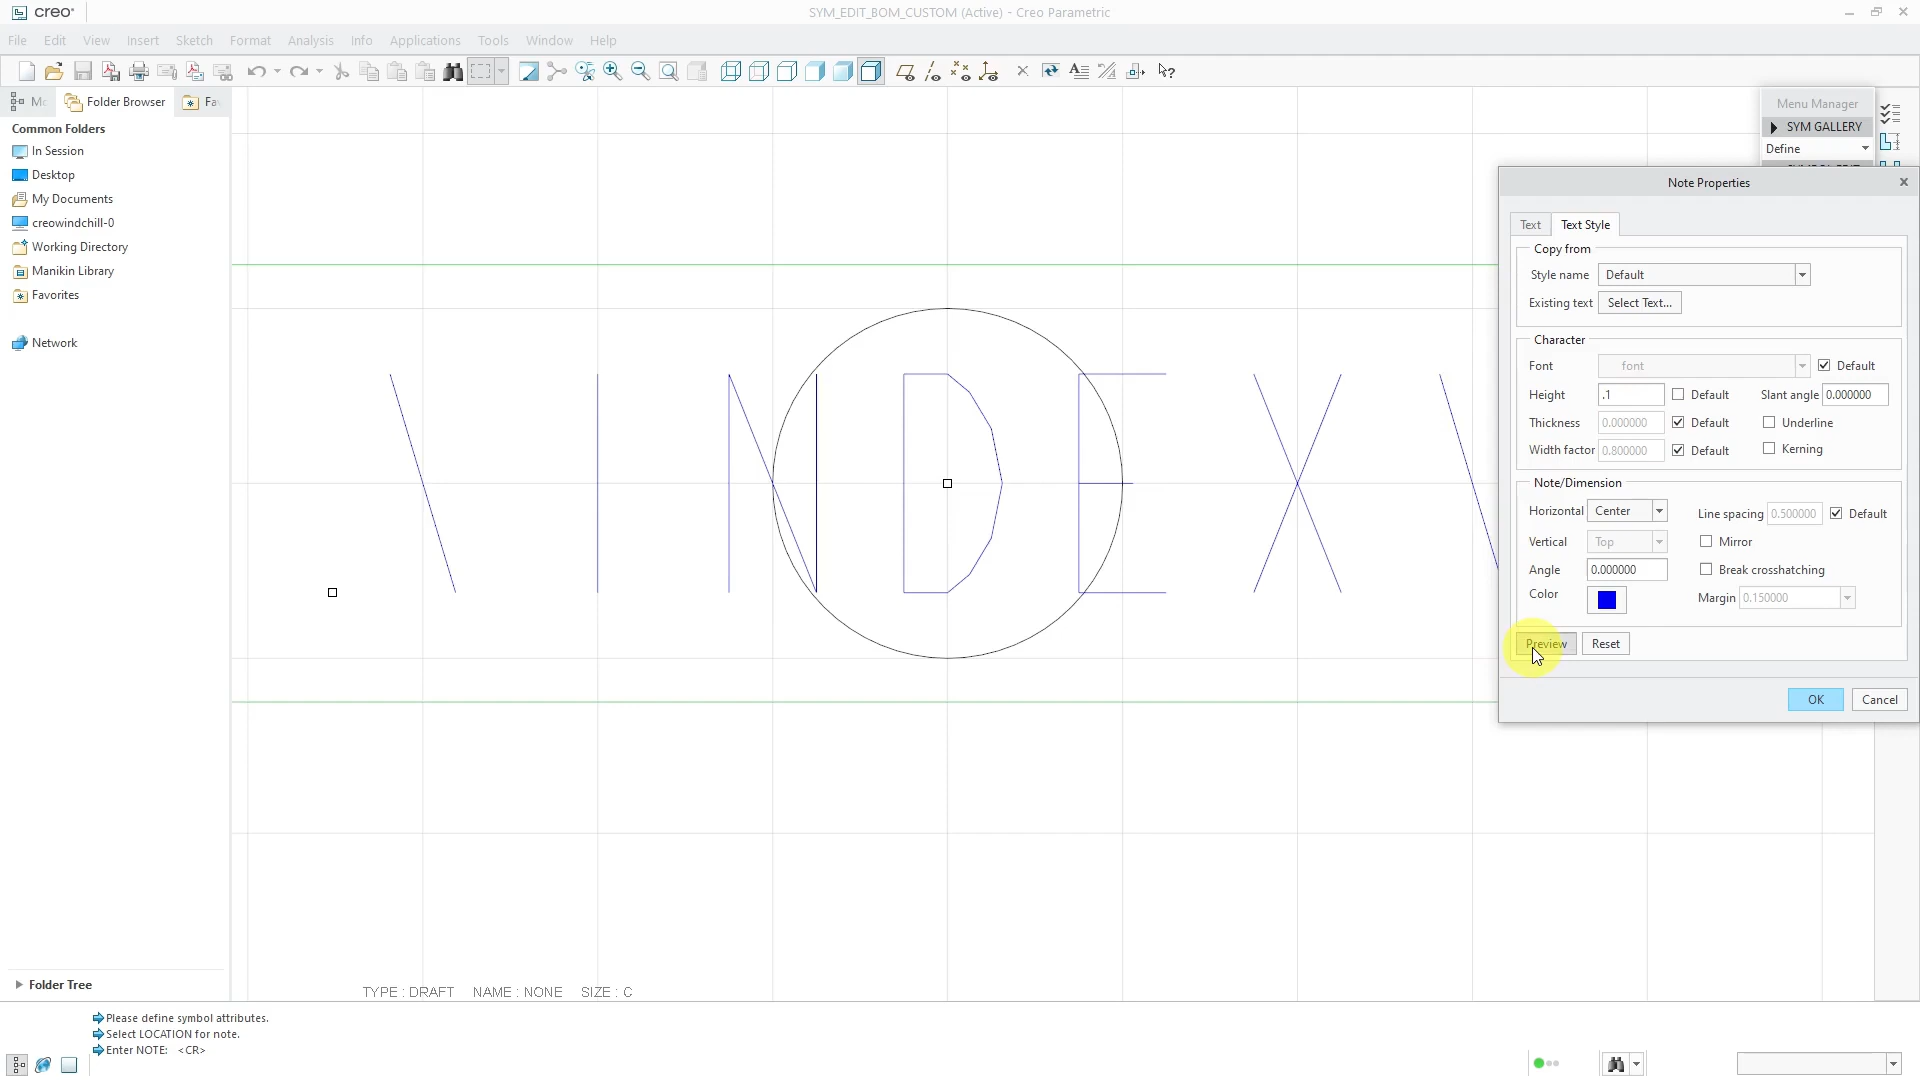 creo
SYM_EDIT_BOM_CUSTOM (Active) - Creo Parametric
File Edit View Insert Sketch Format Analysis Info Applications Tools Window Help
Mo Folder Browser Fa
Common Folders
In Session
Desktop
My Documents
creowindchill-0
Working Directory
Manikin Library
Favorites
Network
Folder Tree
\INDEX\
TYPE : DRAFT NAME : NONE SIZE : C
Menu Manager
SYM GALLERY
Define
Note Properties
Text Text Style
Copy from
Style name Default
Existing text Select Text...
Character
Font font Default
Height .1 Default Slant angle 0.000000
Thickness 0.000000 Default Underline
Width factor 0.800000 Default Kerning
Note/Dimension
Horizontal Center Line spacing 0.500000 Default
Vertical Top Mirror
Angle 0.000000 Break crosshatching
Color Margin 0.150000
Preview Reset
OK Cancel
Please define symbol attributes.
Select LOCATION for note.
Enter NOTE: <CR>